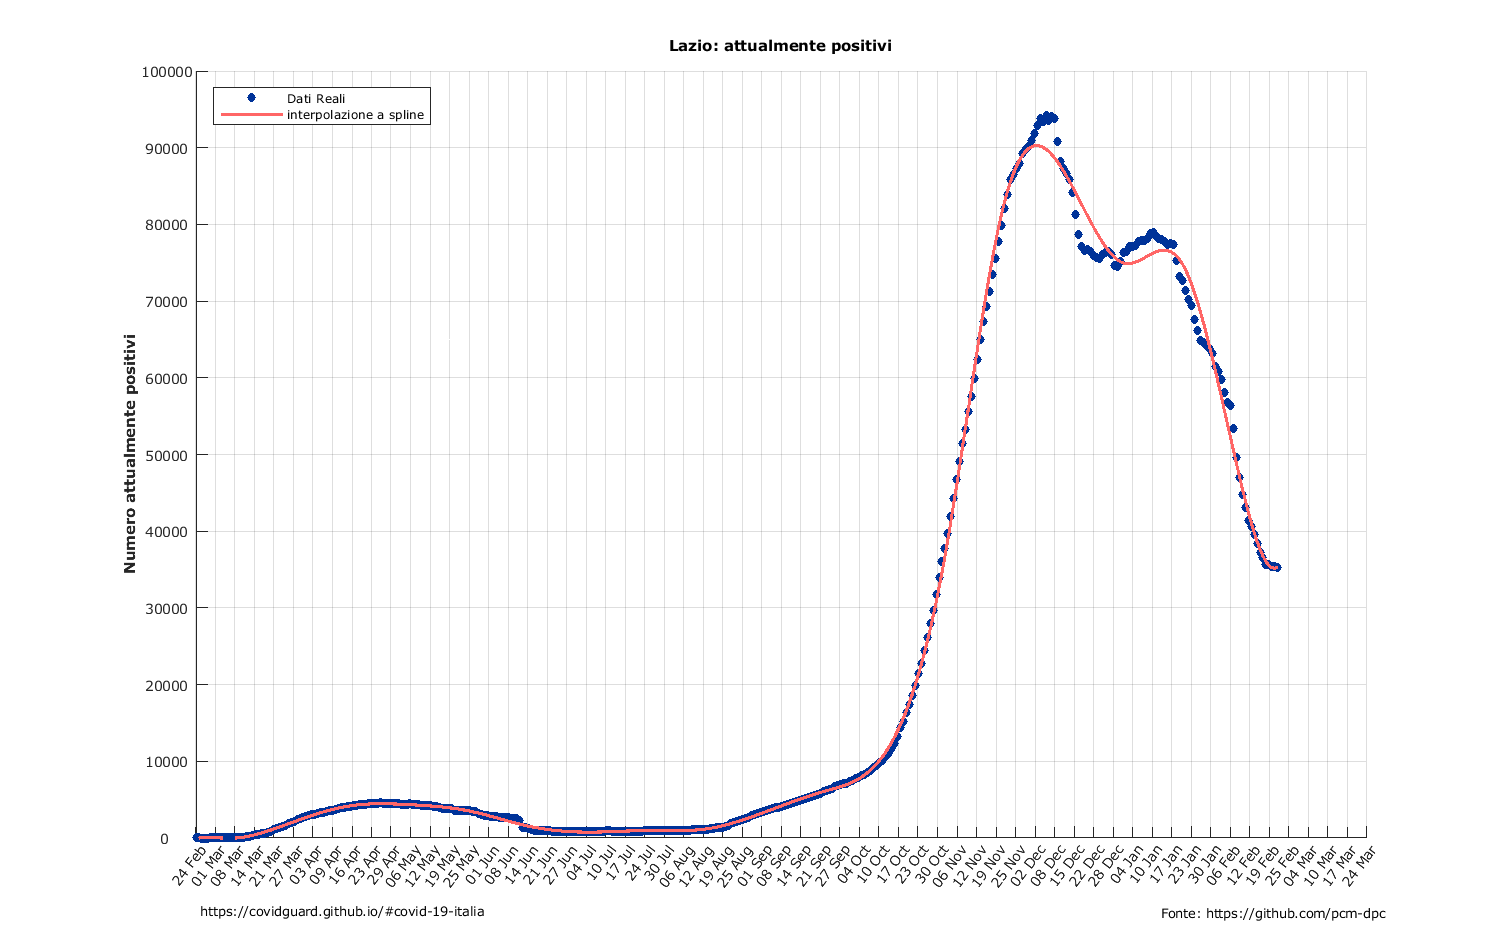 Lazio: attualmente positivi
Dati Reali
interpolazione a spline
Numero attualmente positivi
100000
90000
80000
70000
60000
50000
40000
30000
20000
10000
0
24 Feb
01 Mar
08 Mar
14 Mar
21 Mar
27 Mar
03 Apr
09 Apr
16 Apr
23 Apr
29 Apr
06 May
12 May
19 May
25 May
01 Jun
08 Jun
14 Jun
21 Jun
27 Jun
04 Jul
10 Jul
17 Jul
24 Jul
30 Jul
06 Aug
12 Aug
19 Aug
25 Aug
01 Sep
08 Sep
14 Sep
21 Sep
27 Sep
04 Oct
10 Oct
17 Oct
23 Oct
30 Oct
06 Nov
12 Nov
19 Nov
25 Dec
02 Dec
08 Dec
15 Dec
22 Dec
28 Dec
04 Jan
10 Jan
17 Jan
23 Jan
30 Jan
06 Feb
12 Feb
19 Feb
25 Feb
04 Mar
10 Mar
17 Mar
24 Mar
https://covidguard.github.io/#covid-19-italia
Fonte: https://github.com/pcm-dpc